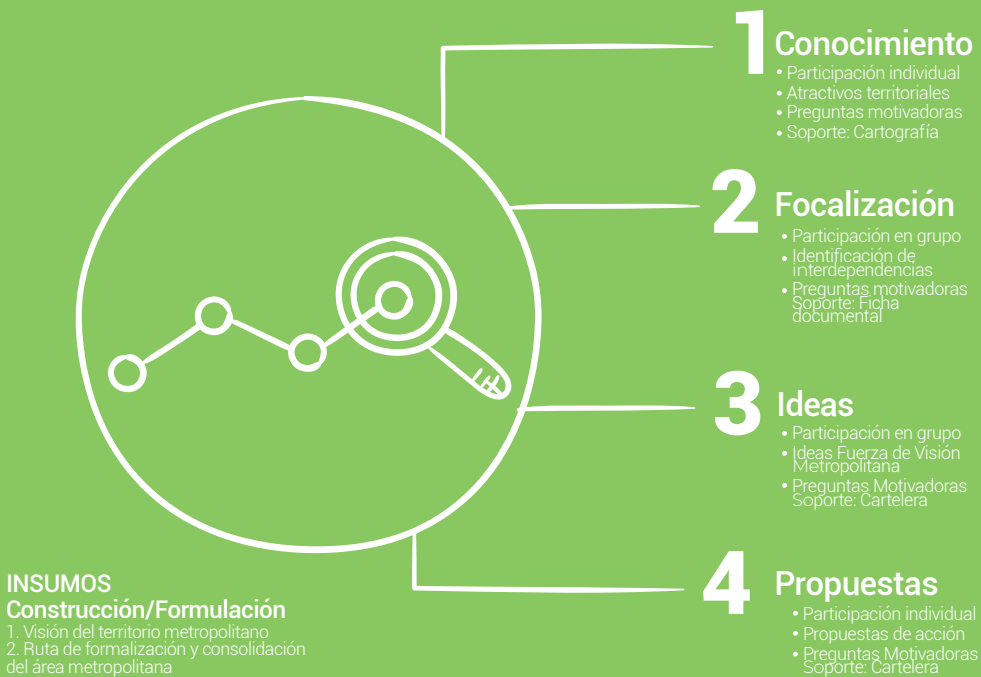 1 Conocimiento
• Participación individual
• Atractivos territoriales
• Preguntas motivadoras
• Soporte: Cartografía
2 Focalización
• Participación en grupo
• Identificación de
interdependencias
• Preguntas motivadoras
Soporte: Ficha
documental
3 Ideas
• Participación en grupo
• Ideas Fuerza de Visión
Metropolitana
• Preguntas Motivadoras
Soporte: Cartelera
4 Propuestas
• Participación individual
• Propuestas de acción
• Preguntas Motivadoras
Soporte: Cartelera
INSUMOS
Construcción/Formulación
1. Visión del territorio metropolitano
2. Ruta de formalización y consolidación
del área metropolitana